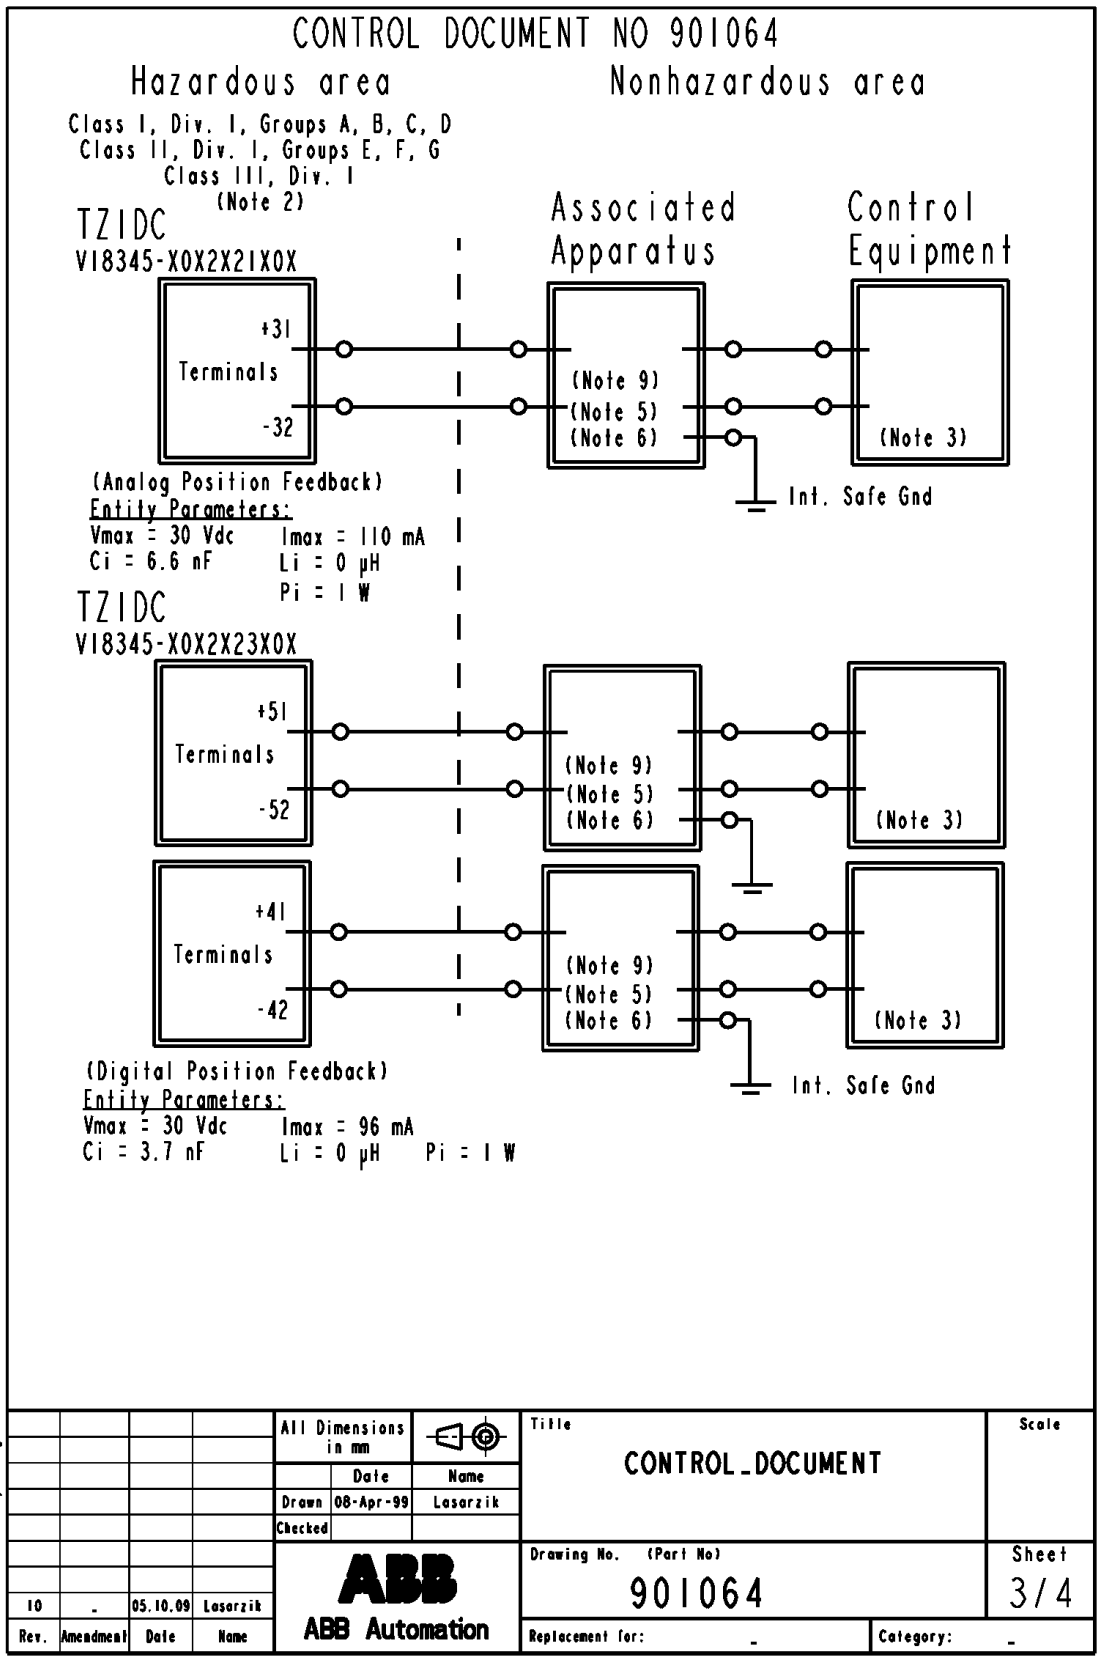 CONTROL DOCUMENT NO 901064
Hazardous area
Nonhazardous area
Class I, Div. 1, Groups A, B, C, D
Class II, Div. 1, Groups E, F, G
Class III, Div. 1
(Note 2)
TZIDC
V18345-X0X2X21X0X
Associated
Apparatus
Control
Equipment
+31
Terminals
-32
(Note 9)
(Note 5)
(Note 6)
(Note 3)
Int. Safe Gnd
(Analog Position Feedback)
Entity Parameters:
Vmax = 30 Vdc Imax = 110 mA
Ci = 6.6 nF Li = 0 µH
Pi = 1 W
TZIDC
V18345-X0X2X23X0X
+51
Terminals
-52
(Note 9)
(Note 5)
(Note 6)
(Note 3)
+41
Terminals
-42
(Note 9)
(Note 5)
(Note 6)
(Note 3)
Int. Safe Gnd
(Digital Position Feedback)
Entity Parameters:
Vmax = 30 Vdc Imax = 96 mA
Ci = 3.7 nF Li = 0 µH Pi = 1 W
All Dimensions
in mm
Title
CONTROL_DOCUMENT
Scale
Date Name
Drawn 08-Apr-99 Lasarzik
Checked
ABB
ABB Automation
Drawing No. (Part No)
901064
Sheet
3/4
10 - 05.10.09 Lasarzik
Rev. Amendment Date Name
Replacement for: -
Category: -